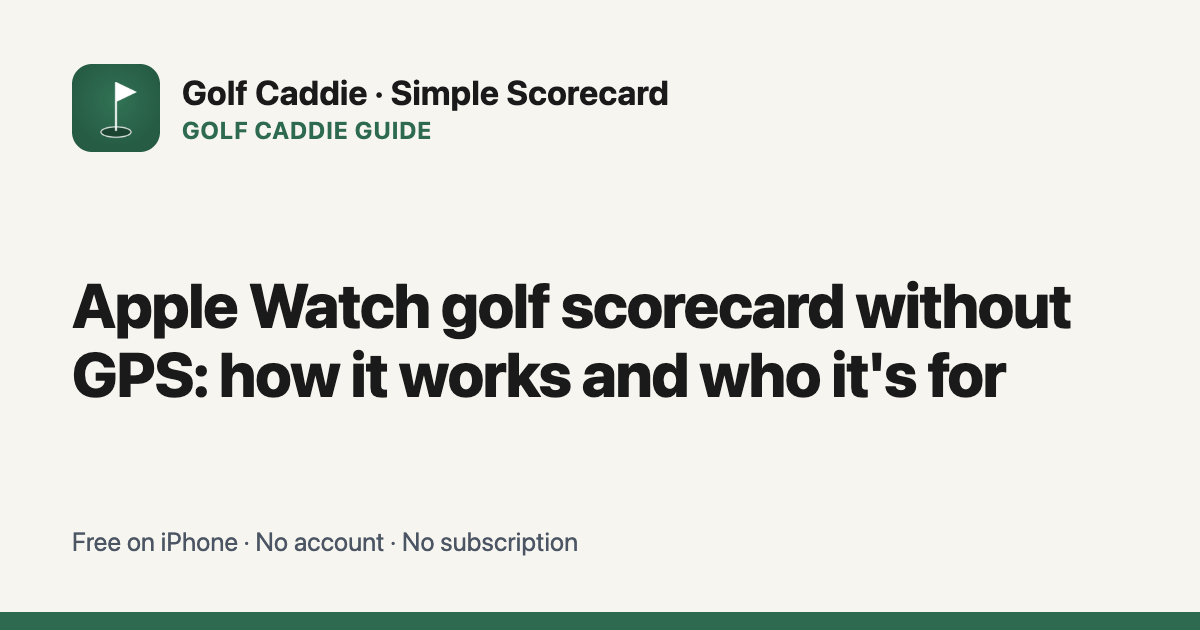 Golf Caddie · Simple Scorecard
GOLF CADDIE GUIDE
Apple Watch golf scorecard without
GPS: how it works and who it's for
Free on iPhone · No account · No subscription